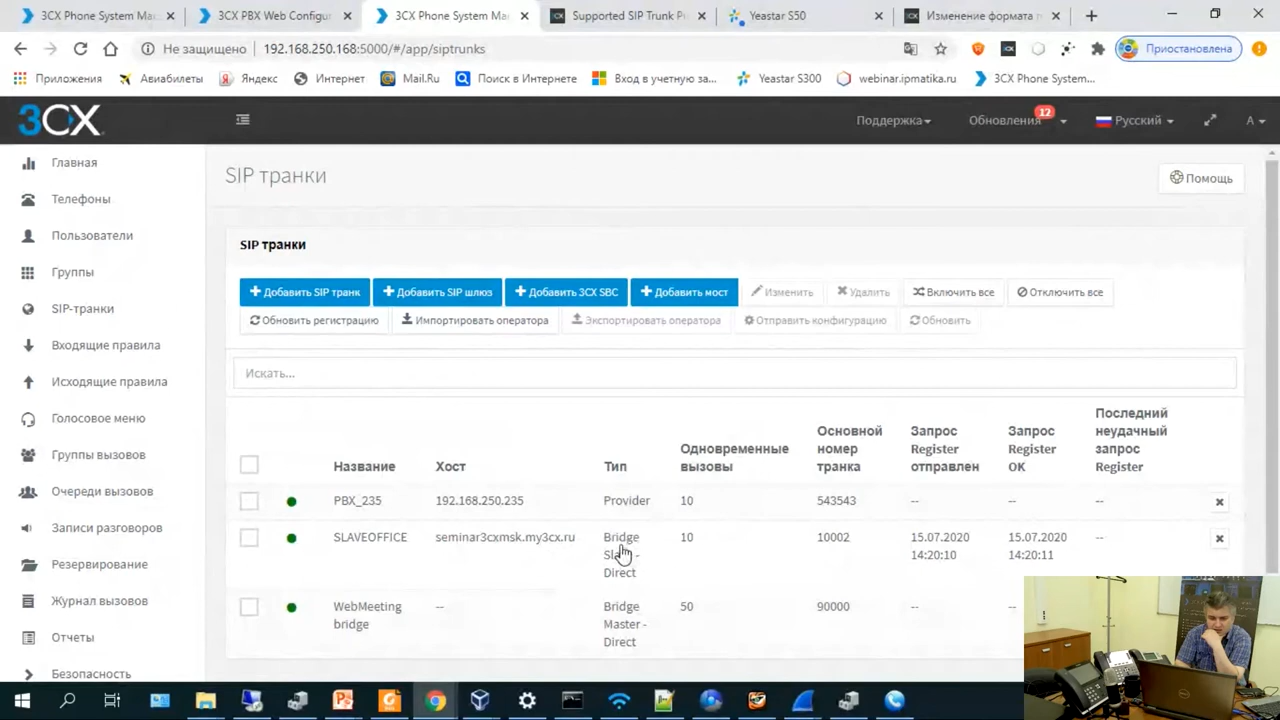 3CX Phone System Ma
3CX PBX Web Configu
3CX Phone System Ma
Supported SIP Trunk P
Yeastar S50
Изменение формата п
Не защищено
192.168.250.168:5000/#/app/siptrunks
Приостановлена
Приложения
Авиабилеты
Яндекс
Интернет
Mail.Ru
Поиск в Интернете
Вход в учетную за...
Yeastar S300
webinar.ipmatika.ru
3CX Phone System...
3CX
Поддержка
Обновления
12
Русский
A
Главная
Телефоны
Пользователи
Группы
SIP-транки
Входящие правила
Исходящие правила
Голосовое меню
Группы вызовов
Очереди вызовов
Записи разговоров
Резервирование
Журнал вызовов
Отчеты
Безопасность
SIP транки
Помощь
SIP транки
Добавить SIP транк
Добавить SIP шлюз
Добавить 3CX SBC
Добавить мост
Изменить
Удалить
Включить все
Отключить все
Обновить регистрацию
Импортировать оператора
Экспортировать оператора
Отправить конфигурацию
Обновить
Искать...
Название
Хост
Тип
Одновременные
вызовы
Основной
номер
транка
Запрос
Register
отправлен
Запрос
Register
OK
Последний
неудачный
запрос
Register
PBX_235
192.168.250.235
Provider
10
543543
--
--
--
SLAVEOFFICE
seminar3cxmsk.my3cx.ru
Bridge
Slave -
Direct
10
10002
15.07.2020
14:20:10
15.07.2020
14:20:11
--
WebMeeting
bridge
--
Bridge
Master -
Direct
50
90000
--
--